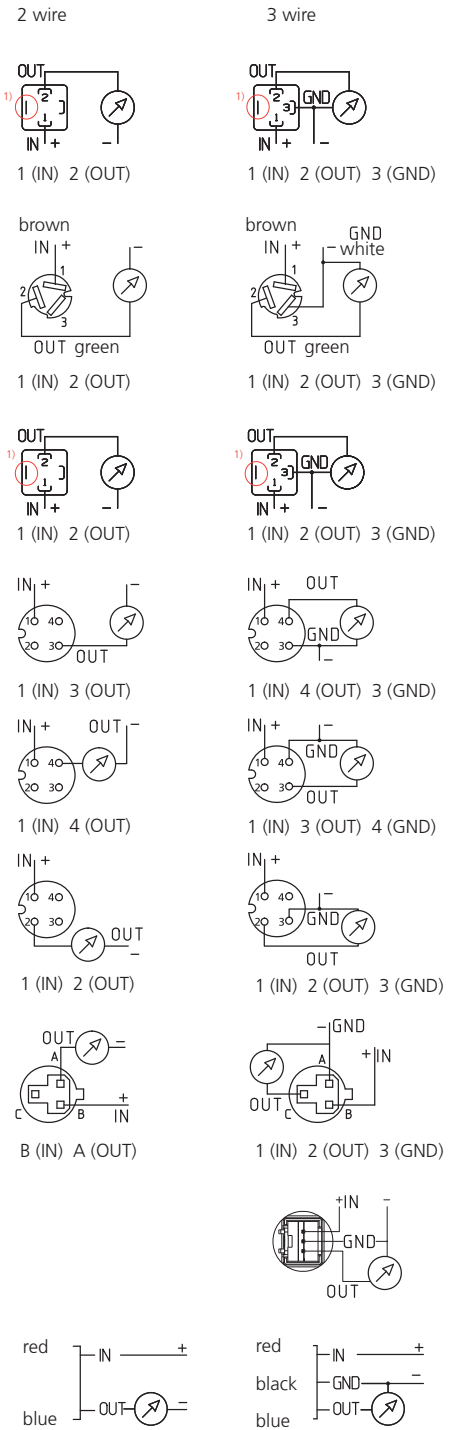 2 wire 3 wire
OUT OUT
1) 2 1) 2 3 GND
1 1
IN + − IN + −
1 (IN) 2 (OUT) 1 (IN) 2 (OUT) 3 (GND)
brown brown
IN + − IN + − GND
white
1 1
2 2
3 3
OUT green OUT green
1 (IN) 2 (OUT) 1 (IN) 2 (OUT) 3 (GND)
OUT OUT
1) 2 1) 2 3 GND
1 1
IN + − IN + −
1 (IN) 2 (OUT) 1 (IN) 2 (OUT) 3 (GND)
IN + − IN + OUT
1 4 1 4
2 3 OUT 2 3 GND −
1 (IN) 3 (OUT) 1 (IN) 4 (OUT) 3 (GND)
IN + OUT − IN + −
1 4 1 4 GND
2 3 2 3 OUT
1 (IN) 4 (OUT) 1 (IN) 3 (OUT) 4 (GND)
IN + IN +
1 4 1 4 −
2 3 2 3 GND
OUT − OUT
1 (IN) 2 (OUT) 1 (IN) 2 (OUT) 3 (GND)
OUT − − GND
A A + IN
C B + IN OUT C B
B (IN) A (OUT) 1 (IN) 2 (OUT) 3 (GND)
+IN −
GND
OUT
red IN + red IN +
black GND −
blue OUT − blue OUT